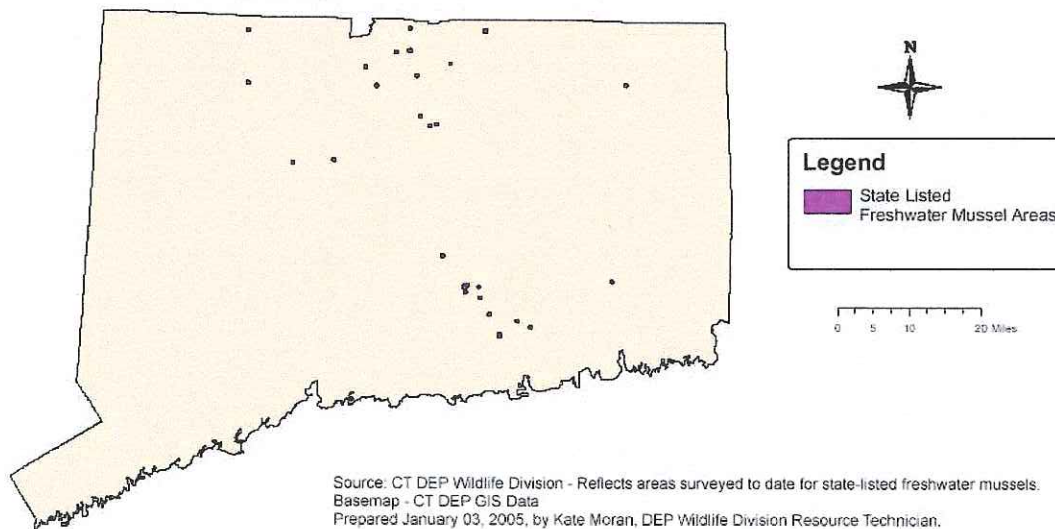 N
Legend
State Listed
Freshwater Mussel Areas
0 5 10 20 Miles
Source: CT DEP Wildlife Division - Reflects areas surveyed to date for state-listed freshwater mussels.
Basemap - CT DEP GIS Data
Prepared January 03, 2005, by Kate Moran, DEP Wildlife Division Resource Technician.